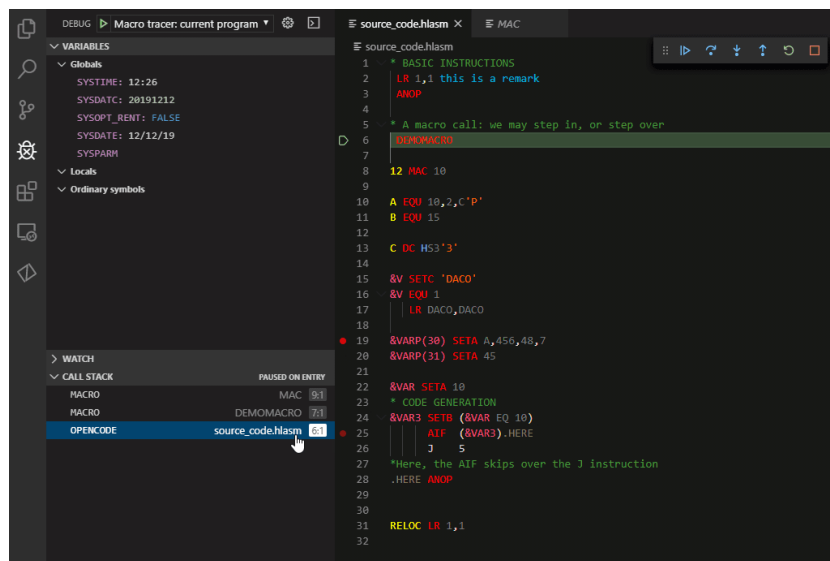 DEBUG Macro tracer: current program
VARIABLES
Globals
SYSTIME: 12:26
SYSDATC: 20191212
SYSOPT_RENT: FALSE
SYSDATE: 12/12/19
SYSPARM
Locals
Ordinary symbols
WATCH
CALL STACK PAUSED ON ENTRY
MACRO MAC 9:1
MACRO DEMOMACRO 7:1
OPENCODE source_code.hlasm 6:1
source_code.hlasm × MAC
source_code.hlasm
1 * BASIC INSTRUCTIONS
2 LR 1,1 this is a remark
3 ANOP
4
5 * A macro call: we may step in, or step over
6 DEMOMACRO
7
8 12 MAC 10
9
10 A EQU 10,2,C'P'
11 B EQU 15
12
13 C DC HS3'3'
14
15 &V SETC 'DACO'
16 &V EQU 1
17 LR DACO,DACO
18
19 &VARP(30) SETA A,456,48,7
20 &VARP(31) SETA 45
21
22 &VAR SETA 10
23 * CODE GENERATION
24 &VAR3 SETB (&VAR EQ 10)
25 AIF (&VAR3).HERE
26 J 5
27 *Here, the AIF skips over the J instruction
28 .HERE ANOP
29
30
31 RELOC LR 1,1
32